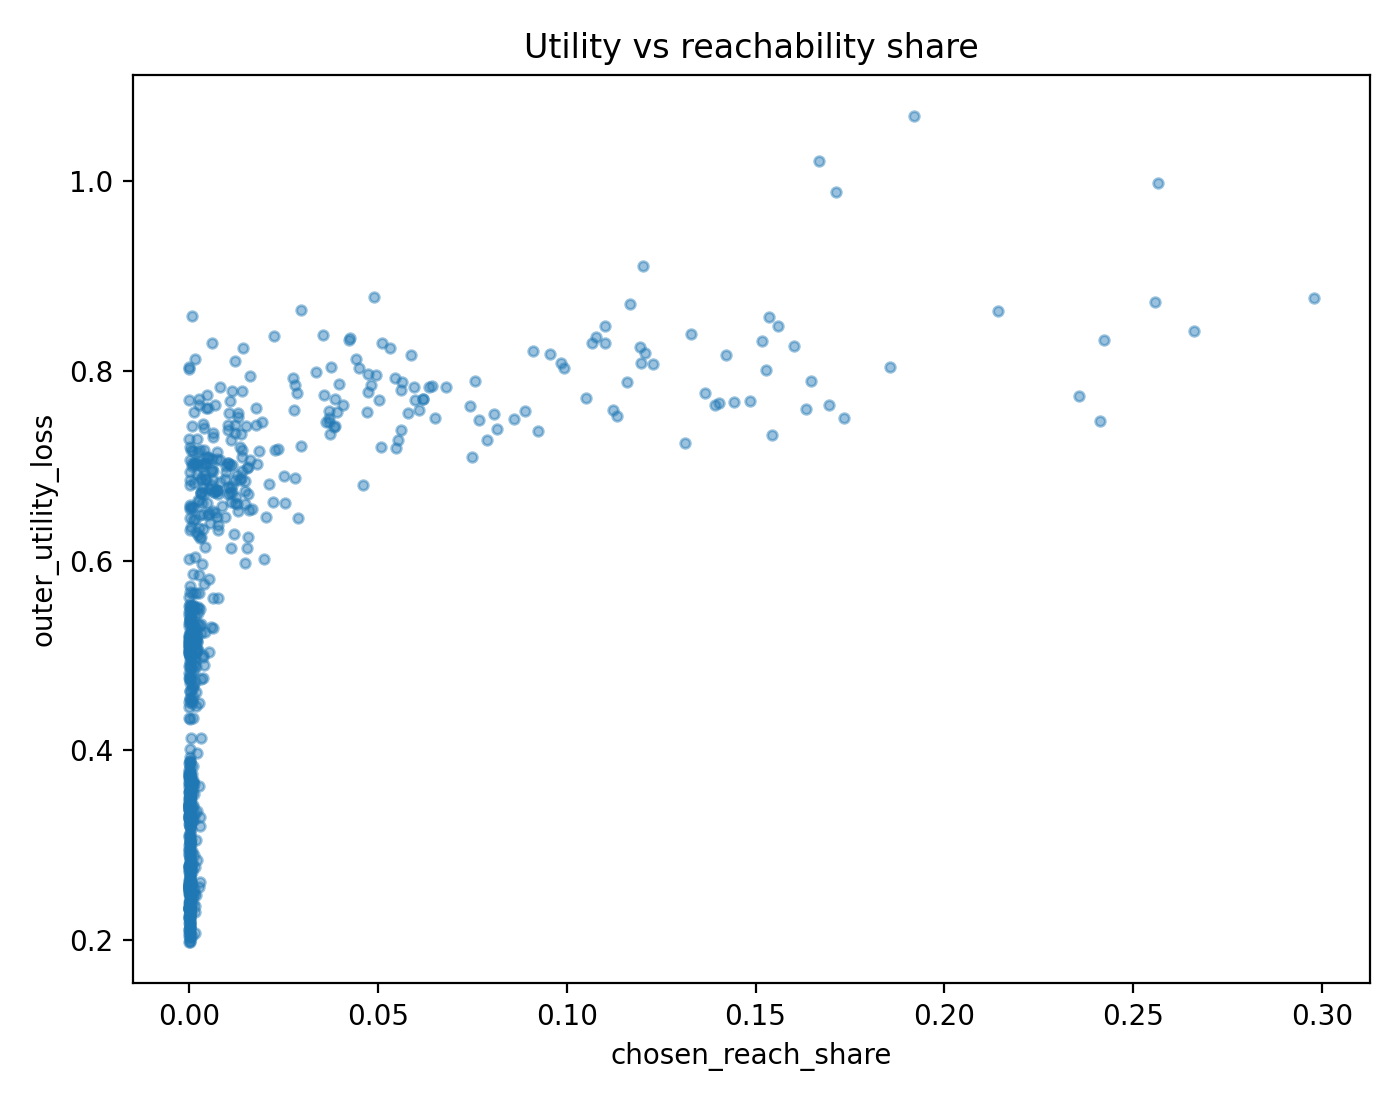 Utility vs reachability share
outer_utility_loss
1.0
0.8
0.6
0.4
0.2
0.00 0.05 0.10 0.15 0.20 0.25 0.30
chosen_reach_share